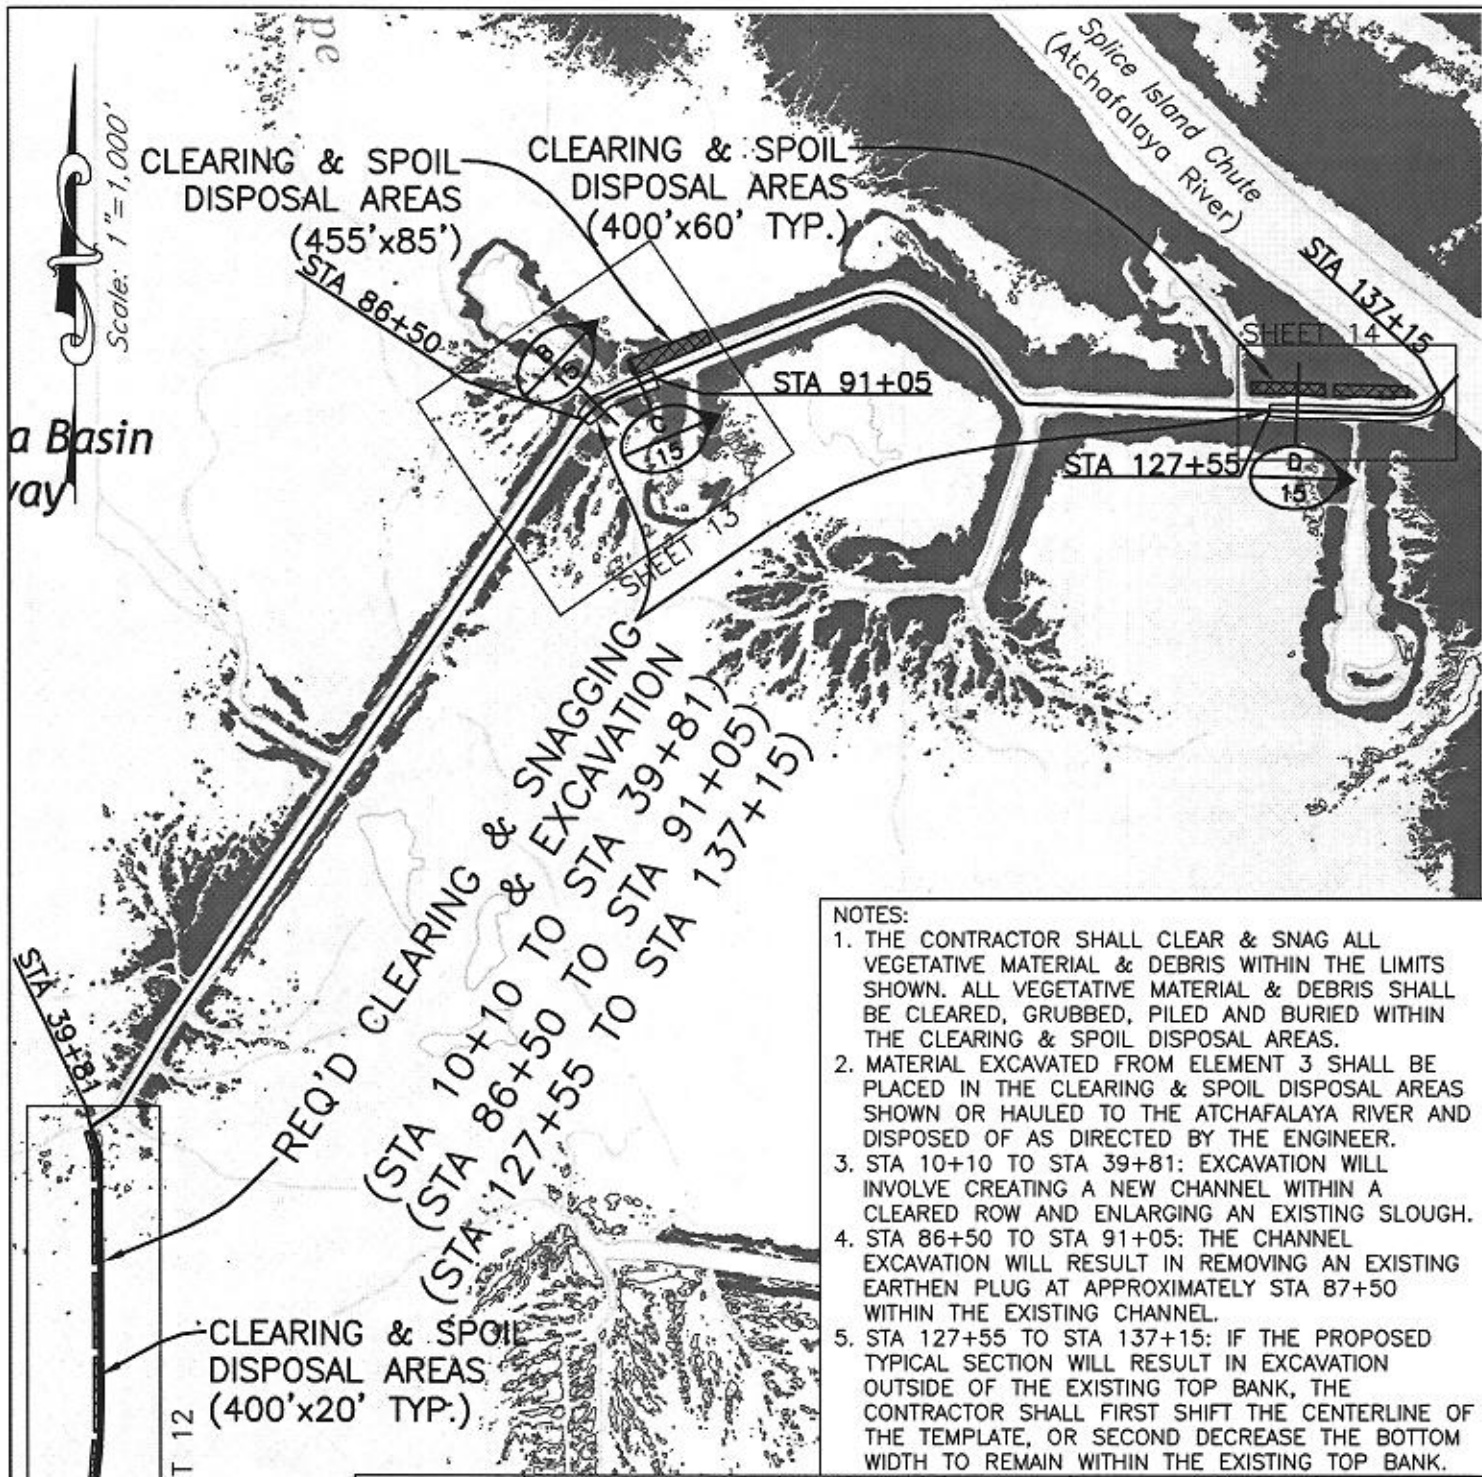 pe
Splice Island Chute
(Atchafalaya River)
Scale: 1"=1,000'
CLEARING & SPOIL
DISPOSAL AREAS
(455'x85')
CLEARING & SPOIL
DISPOSAL AREAS
(400'x60' TYP.)
STA 86+50
STA 137+15
SHEET 14
B
15
STA 91+05
C
15
a Basin
way
STA 127+55
D
15
SHEET 13
REQ'D CLEARING & SNAGGING
& EXCAVATION
(STA 10+10 TO STA 39+81)
(STA 86+50 TO STA 91+05)
(STA 127+55 TO STA 137+15)
STA 39+81
CLEARING & SPOIL
DISPOSAL AREAS
(400'x20' TYP.)
T 12
NOTES:
1. THE CONTRACTOR SHALL CLEAR & SNAG ALL
VEGETATIVE MATERIAL & DEBRIS WITHIN THE LIMITS
SHOWN. ALL VEGETATIVE MATERIAL & DEBRIS SHALL
BE CLEARED, GRUBBED, PILED AND BURIED WITHIN
THE CLEARING & SPOIL DISPOSAL AREAS.
2. MATERIAL EXCAVATED FROM ELEMENT 3 SHALL BE
PLACED IN THE CLEARING & SPOIL DISPOSAL AREAS
SHOWN OR HAULED TO THE ATCHAFALAYA RIVER AND
DISPOSED OF AS DIRECTED BY THE ENGINEER.
3. STA 10+10 TO STA 39+81: EXCAVATION WILL
INVOLVE CREATING A NEW CHANNEL WITHIN A
CLEARED ROW AND ENLARGING AN EXISTING SLOUGH.
4. STA 86+50 TO STA 91+05: THE CHANNEL
EXCAVATION WILL RESULT IN REMOVING AN EXISTING
EARTHEN PLUG AT APPROXIMATELY STA 87+50
WITHIN THE EXISTING CHANNEL.
5. STA 127+55 TO STA 137+15: IF THE PROPOSED
TYPICAL SECTION WILL RESULT IN EXCAVATION
OUTSIDE OF THE EXISTING TOP BANK, THE
CONTRACTOR SHALL FIRST SHIFT THE CENTERLINE OF
THE TEMPLATE, OR SECOND DECREASE THE BOTTOM
WIDTH TO REMAIN WITHIN THE EXISTING TOP BANK.